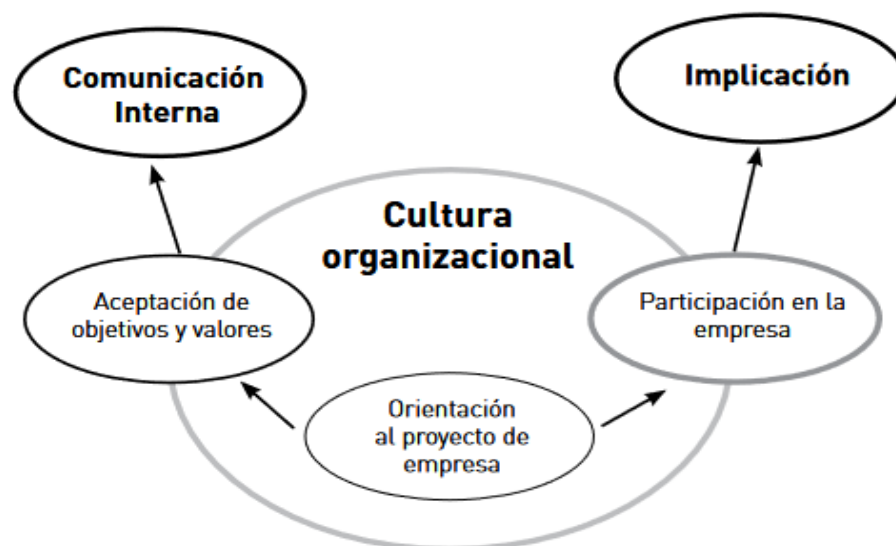 Comunicación
Interna
Implicación
Cultura
organizacional
Aceptación de
objetivos y valores
Participación en la
empresa
Orientación
al proyecto de
empresa